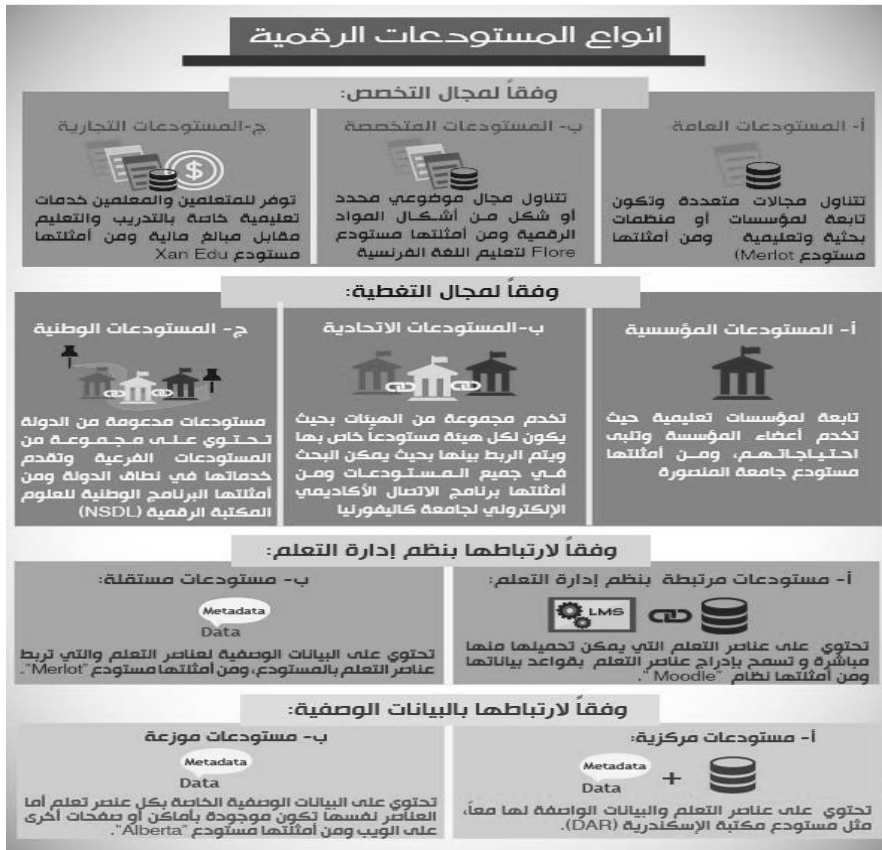 انواع المستودعات الرقمية
وفقاً لمجال التخصص:
أ- المستودعات العامة
تتناول مجالات متعددة وتكون
تابعة لمؤسسات أو منظمات
بحثية وتعليمية ومن أمثلتها
مستودع Merlot)
ب- المستودعات المتخصصة
تتناول مجال موضوعي محدد
أو شكل من أشكال المواد
الرقمية ومن أمثلتها مستودع
Flore لتعليم اللغة الفرنسية
ج-المستودعات التجارية
$
توفر للمتعلمين والمعلمين خدمات
تعليمية خاصة بالتدريب والتعليم
مقابل مبالغ مالية ومن أمثلتها
مستودع Xan Edu
وفقاً لمجال التغطية:
أ- المستودعات المؤسسية
تابعة لمؤسسات تعليمية حيث
تخدم أعضاء المؤسسة وتلبى
احتياجاتهم، ومن أمثلتها
مستودع جامعة المنصورة
ب-المستودعات الاتحادية
تخدم مجموعة من الهيئات بحيث
يكون لكل هيئة مستودعاً خاص بها
ويتم الربط بينها بحيث يمكن البحث
في جميع المستودعات ومن
أمثلتها برنامج الاتصال الأكاديمي
الإلكتروني لجامعة كاليفورنيا
ج- المستودعات الوطنية
مستودعات مدعومة من الدولة
تحتوي على مجموعة من
المستودعات الفرعية وتقدم
خدماتها في نطاق الدولة ومن
أمثلتها البرنامج الوطنية للعلوم
المكتبة الرقمية (NSDL)
وفقاً لارتباطها بنظم إدارة التعلم:
أ- مستودعات مرتبطة بنظم إدارة التعلم:
LMS
تحتوي على عناصر التعلم التي يمكن تحميلها منها
مباشرة و تسمح بإدراج عناصر التعلم بقواعد بياناتها
ومن أمثلتها نظام "Moodle ".
ب- مستودعات مستقلة:
Metadata
Data
تحتوي على البيانات الوصفية لعناصر التعلم والتي تربط
عناصر التعلم بالمستودع، ومن أمثلتها مستودع "Merlot".
وفقاً لارتباطها بالبيانات الوصفية:
أ- مستودعات مركزية:
Metadata
Data +
تحتوي على عناصر التعلم والبيانات الواصفة لها معاً،
مثل مستودع مكتبة الإسكندرية (DAR).
ب- مستودعات موزعة
Metadata
Data
تحتوي على البيانات الوصفية الخاصة بكل عنصر تعلم أما
العناصر نفسها تكون موجودة بأماكن أو صفحات أخرى
على الويب ومن أمثلتها مستودع "Alberta".